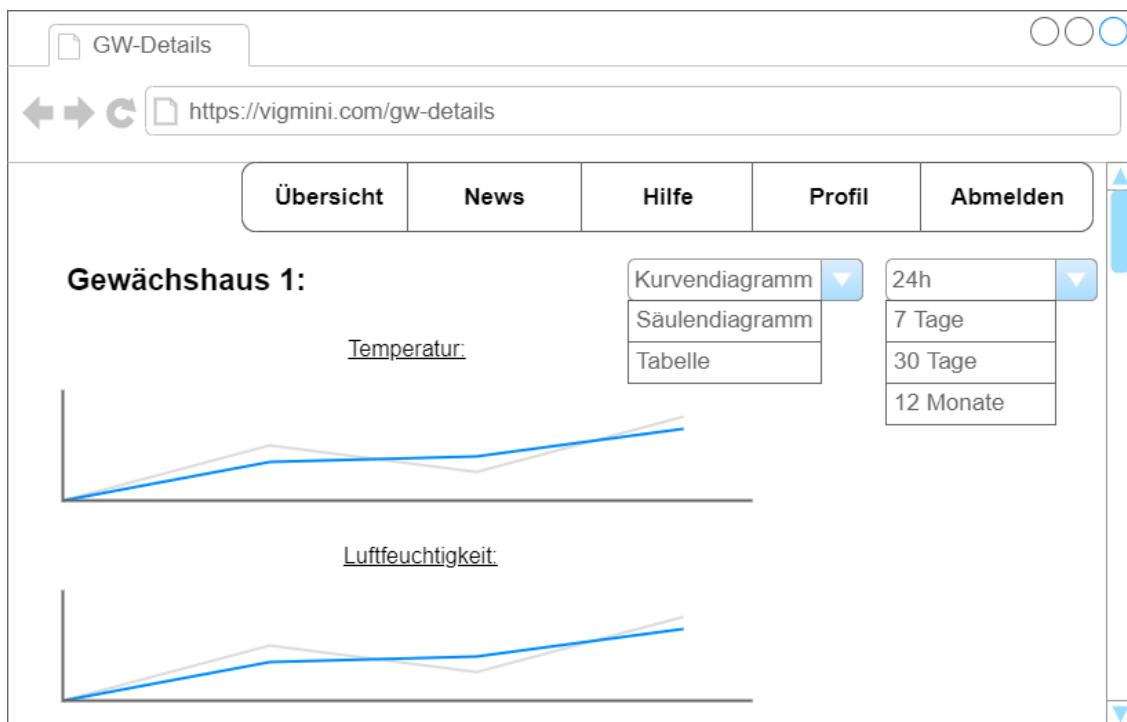 GW-Details
https://vigmini.com/gw-details
Übersicht News Hilfe Profil Abmelden
Gewächshaus 1:
Kurvendiagramm 24h
Säulendiagramm 7 Tage
Temperatur:
Tabelle 30 Tage
12 Monate
Luftfeuchtigkeit: